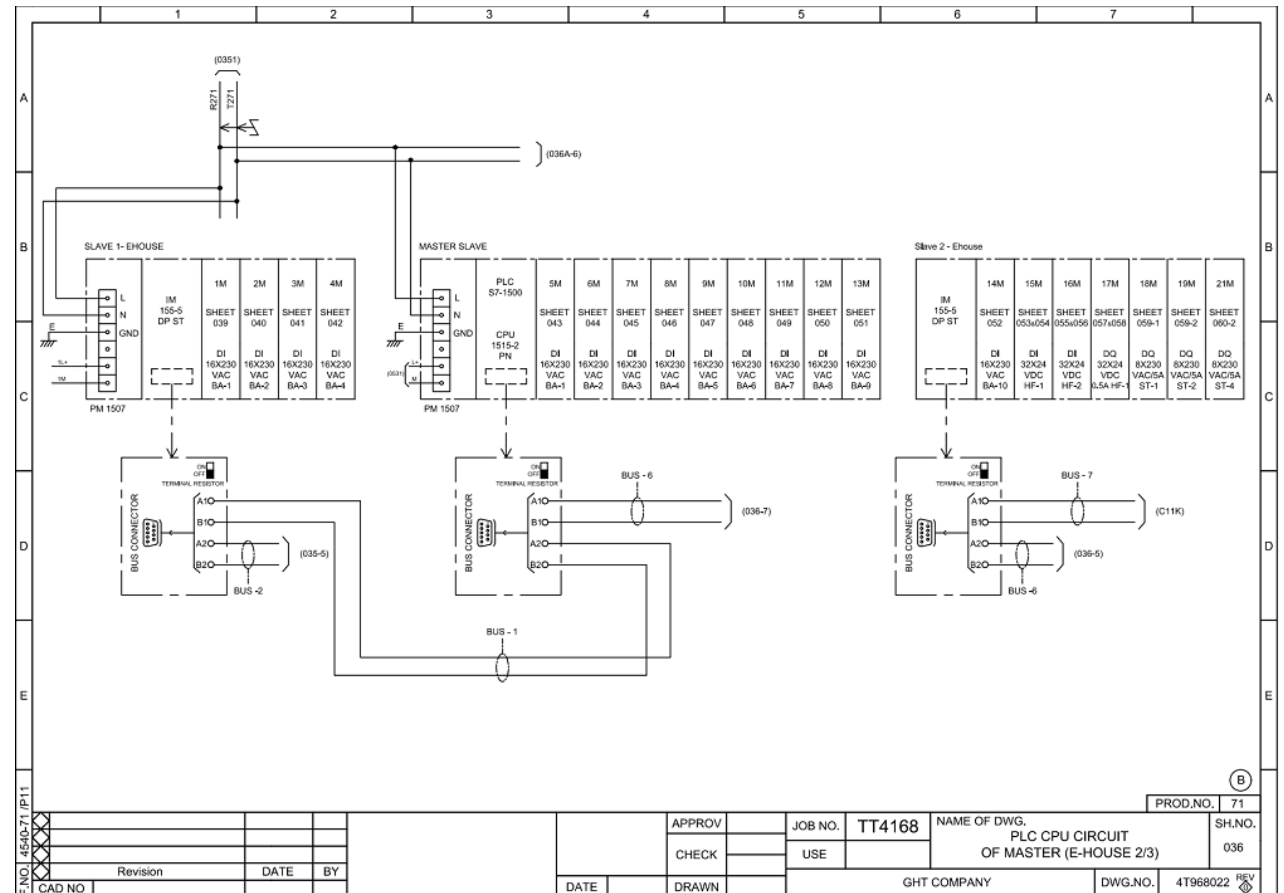 1 2 3 4 5 6 7
A A
B B
C C
D D
E E
(0351)
R271
T271
(036A-6)
SLAVE 1- EHOUSE
L
N
GND
E
1L+
1M
PM 1507
IM
155-5
DP ST
1M
SHEET
039
DI
16X230
VAC
BA-1
2M
SHEET
040
DI
16X230
VAC
BA-2
3M
SHEET
041
DI
16X230
VAC
BA-3
4M
SHEET
042
DI
16X230
VAC
BA-4
MASTER SLAVE
L
N
GND
E
(0531)
L+
M
PM 1507
PLC
S7-1500
CPU
1515-2
PN
5M
SHEET
043
DI
16X230
VAC
BA-1
6M
SHEET
044
DI
16X230
VAC
BA-2
7M
SHEET
045
DI
16X230
VAC
BA-3
8M
SHEET
046
DI
16X230
VAC
BA-4
9M
SHEET
047
DI
16X230
VAC
BA-5
10M
SHEET
048
DI
16X230
VAC
BA-6
11M
SHEET
049
DI
16X230
VAC
BA-7
12M
SHEET
050
DI
16X230
VAC
BA-8
13M
SHEET
051
DI
16X230
VAC
BA-9
Slave 2 - Ehouse
IM
155-5
DP ST
14M
SHEET
052
DI
16X230
VAC
BA-10
15M
SHEET
053&054
DI
32X24
VDC
HF-1
16M
SHEET
055&056
DI
32X24
VDC
HF-2
17M
SHEET
057&058
DQ
32X24
VDC
0.5A HF-1
18M
SHEET
059-1
DQ
8X230
VAC/5A
ST-1
19M
SHEET
059-2
DQ
8X230
VAC/5A
ST-2
21M
SHEET
060-2
DQ
8X230
VAC/5A
ST-4
ON
OFF
TERMINAL RESISTOR
BUS CONNECTOR
A1
B1
A2
B2
(035-5)
BUS -2
ON
OFF
TERMINAL RESISTOR
BUS CONNECTOR
A1
B1
A2
B2
BUS - 6
(036-7)
BUS - 1
ON
OFF
TERMINAL RESISTOR
BUS CONNECTOR
A1
B1
A2
B2
BUS - 7
(C11K)
(036-5)
BUS -6
B
PROD.NO. 71
4540-71 /P11
F.NO.
Revision DATE BY
CAD NO
DATE
APPROV
CHECK
DRAWN
JOB NO. TT4168
USE
NAME OF DWG.
PLC CPU CIRCUIT
OF MASTER (E-HOUSE 2/3)
SH.NO.
036
GHT COMPANY
DWG.NO. 4T968022 REV